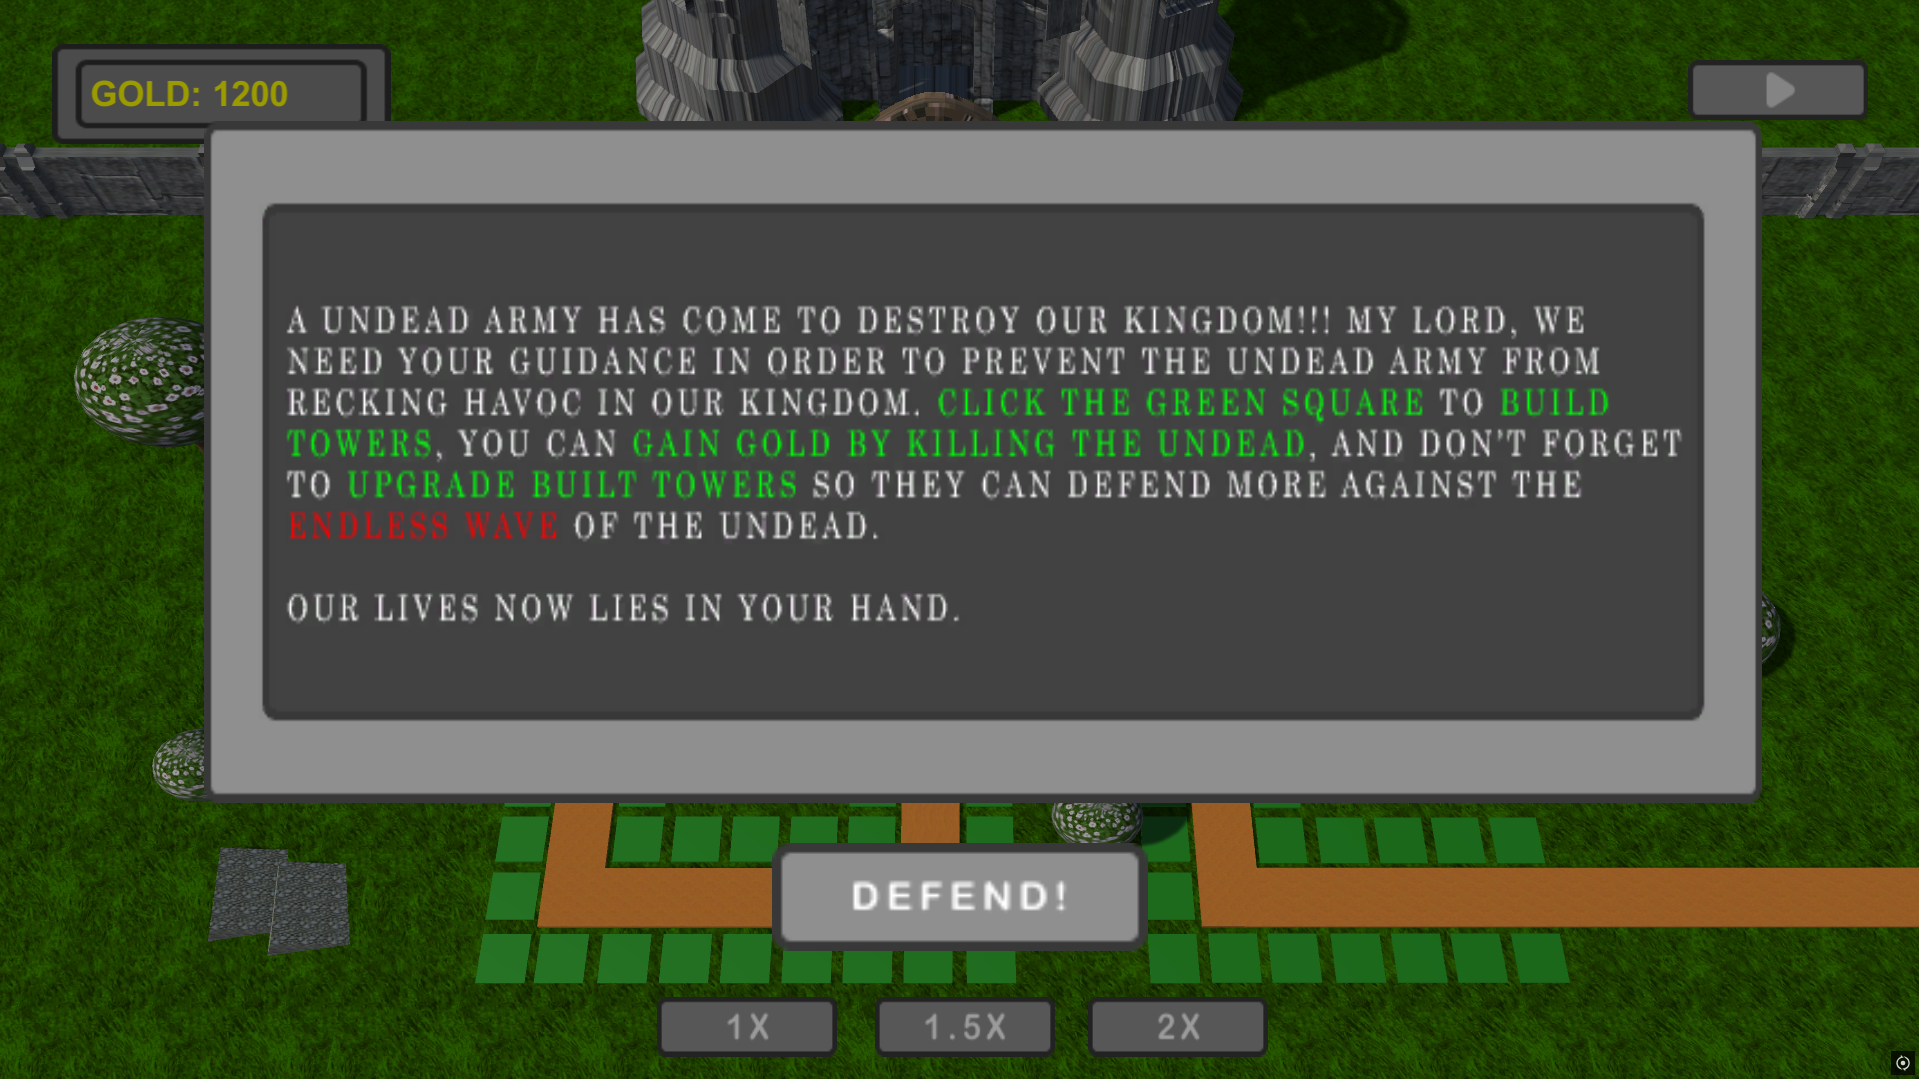 GOLD: 1200
A UNDEAD ARMY HAS COME TO DESTROY OUR KINGDOM!!! MY LORD, WE
NEED YOUR GUIDANCE IN ORDER TO PREVENT THE UNDEAD ARMY FROM
RECKING HAVOC IN OUR KINGDOM. CLICK THE GREEN SQUARE TO BUILD
TOWERS, YOU CAN GAIN GOLD BY KILLING THE UNDEAD, AND DON'T FORGET
TO UPGRADE BUILT TOWERS SO THEY CAN DEFEND MORE AGAINST THE
ENDLESS WAVE OF THE UNDEAD.
OUR LIVES NOW LIES IN YOUR HAND.
DEFEND!
1X
1.5X
2X